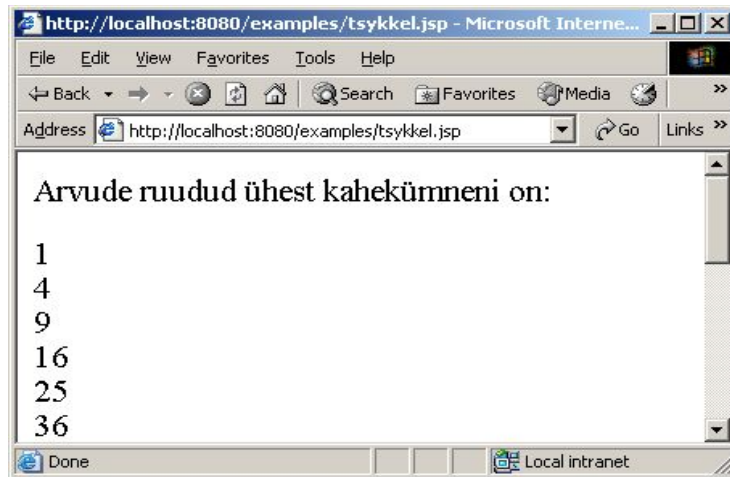 http://localhost:8080/examples/tsykkel.jsp - Microsoft Interne...
File Edit View Favorites Tools Help
Back Search Favorites Media »
Address http://localhost:8080/examples/tsykkel.jsp Go Links »
Arvude ruudud ühest kahekümneni on:
1
4
9
16
25
36
Done Local intranet